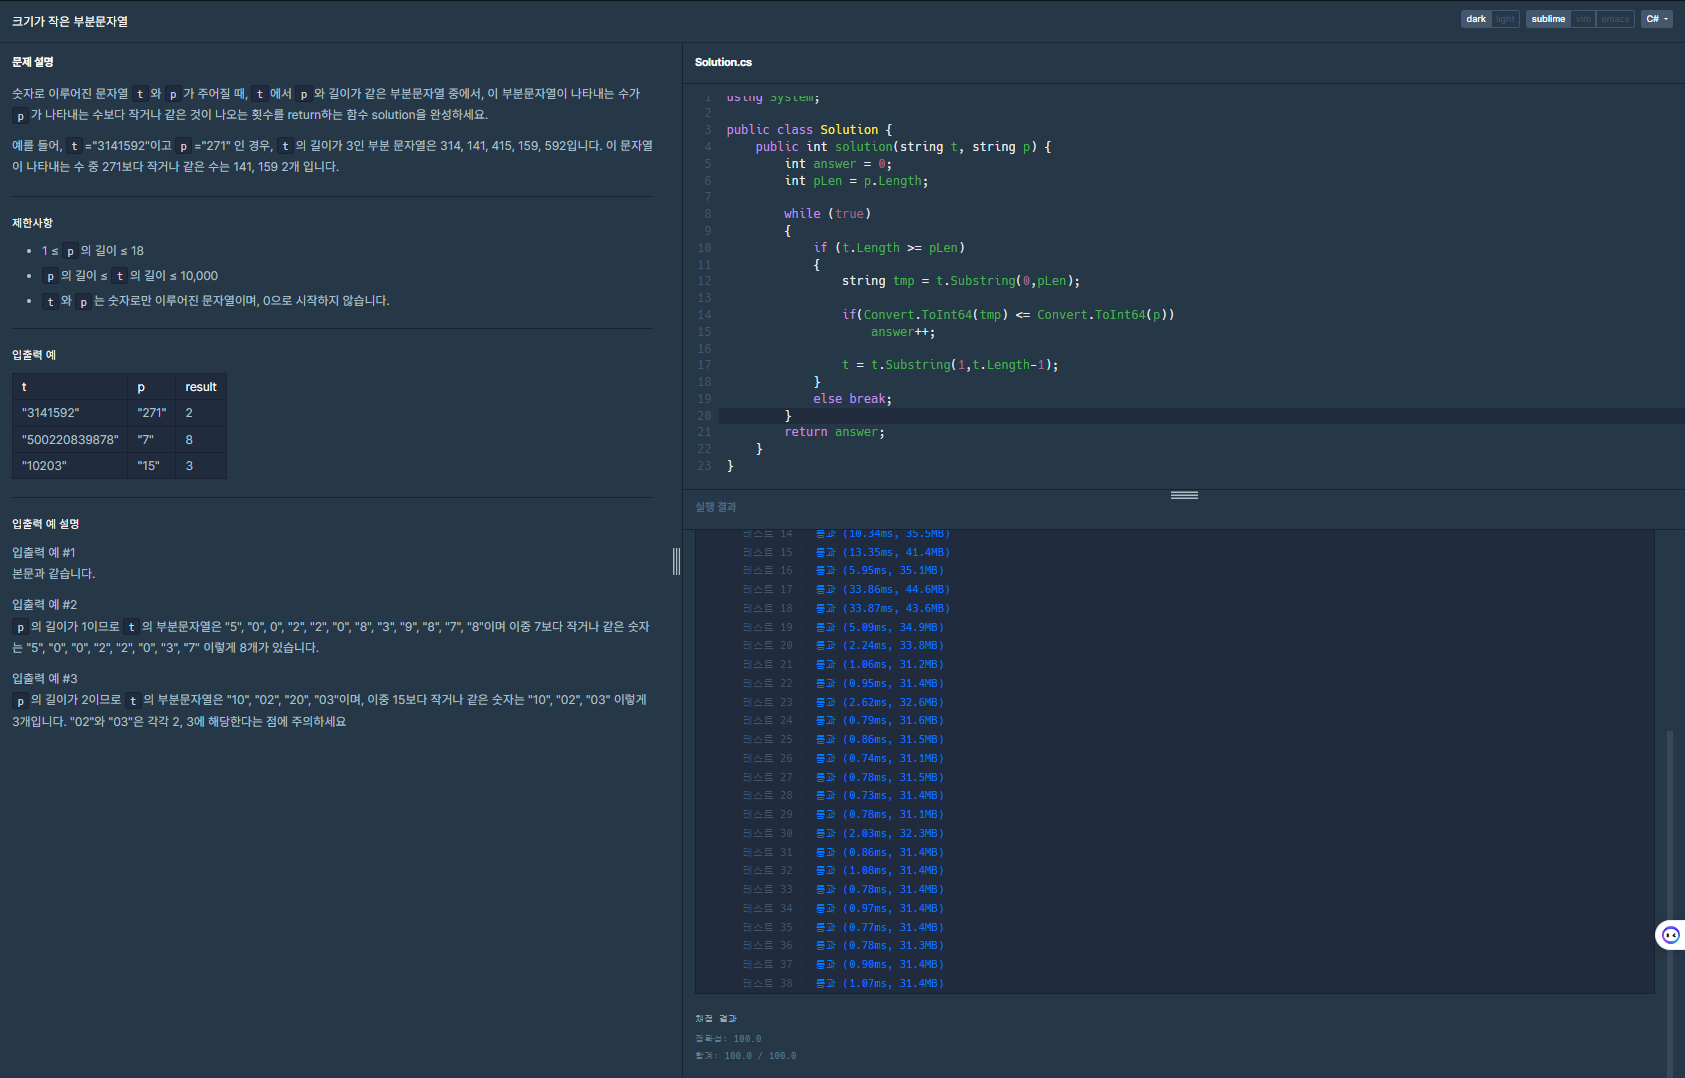 크기가 작은 부분문자열
dark light sublime vim emacs C#
문제 설명
숫자로 이루어진 문자열 t 와 p 가 주어질 때, t 에서 p 와 길이가 같은 부분문자열 중에서, 이 부분문자열이 나타내는 수가
p 가 나타내는 수보다 작거나 같은 것이 나오는 횟수를 return하는 함수 solution을 완성하세요.
예를 들어, t ="3141592"이고 p ="271" 인 경우, t 의 길이가 3인 부분 문자열은 314, 141, 415, 159, 592입니다. 이 문자열
이 나타내는 수 중 271보다 작거나 같은 수는 141, 159 2개 입니다.
제한사항
• 1 ≤ p 의 길이 ≤ 18
• p 의 길이 ≤ t 의 길이 ≤ 10,000
• t 와 p 는 숫자로만 이루어진 문자열이며, 0으로 시작하지 않습니다.
입출력 예
t p result
"3141592" "271" 2
"500220839878" "7" 8
"10203" "15" 3
입출력 예 설명
입출력 예 #1
본문과 같습니다.
입출력 예 #2
p 의 길이가 1이므로 t 의 부분문자열은 "5", "0", 0", "2", "2", "0", "8", "3", "9", "8", "7", "8"이며 이중 7보다 작거나 같은 숫자
는 "5", "0", "0", "2", "2", "0", "3", "7" 이렇게 8개가 있습니다.
입출력 예 #3
p 의 길이가 2이므로 t 의 부분문자열은 "10", "02", "20", "03"이며, 이중 15보다 작거나 같은 숫자는 "10", "02", "03" 이렇게
3개입니다. "02"와 "03"은 각각 2, 3에 해당한다는 점에 주의하세요
Solution.cs
1 using System;
2
3 public class Solution {
4 public int solution(string t, string p) {
5 int answer = 0;
6 int pLen = p.Length;
7
8 while (true)
9 {
10 if (t.Length >= pLen)
11 {
12 string tmp = t.Substring(0,pLen);
13
14 if(Convert.ToInt64(tmp) <= Convert.ToInt64(p))
15 answer++;
16
17 t = t.Substring(1,t.Length-1);
18 }
19 else break;
20 }
21 return answer;
22 }
23 }
실행 결과
테스트 14 통과 (10.34ms, 35.5MB)
테스트 15 통과 (13.35ms, 41.4MB)
테스트 16 통과 (5.95ms, 35.1MB)
테스트 17 통과 (33.86ms, 44.6MB)
테스트 18 통과 (33.87ms, 43.6MB)
테스트 19 통과 (5.09ms, 34.9MB)
테스트 20 통과 (2.24ms, 33.8MB)
테스트 21 통과 (1.06ms, 31.2MB)
테스트 22 통과 (0.95ms, 31.4MB)
테스트 23 통과 (2.62ms, 32.6MB)
테스트 24 통과 (0.79ms, 31.6MB)
테스트 25 통과 (0.86ms, 31.5MB)
테스트 26 통과 (0.74ms, 31.1MB)
테스트 27 통과 (0.78ms, 31.5MB)
테스트 28 통과 (0.73ms, 31.4MB)
테스트 29 통과 (0.78ms, 31.1MB)
테스트 30 통과 (2.03ms, 32.3MB)
테스트 31 통과 (0.86ms, 31.4MB)
테스트 32 통과 (1.08ms, 31.4MB)
테스트 33 통과 (0.78ms, 31.4MB)
테스트 34 통과 (0.97ms, 31.4MB)
테스트 35 통과 (0.77ms, 31.4MB)
테스트 36 통과 (0.78ms, 31.3MB)
테스트 37 통과 (0.90ms, 31.4MB)
테스트 38 통과 (1.07ms, 31.4MB)
채점 결과
정확성: 100.0
합계: 100.0 / 100.0